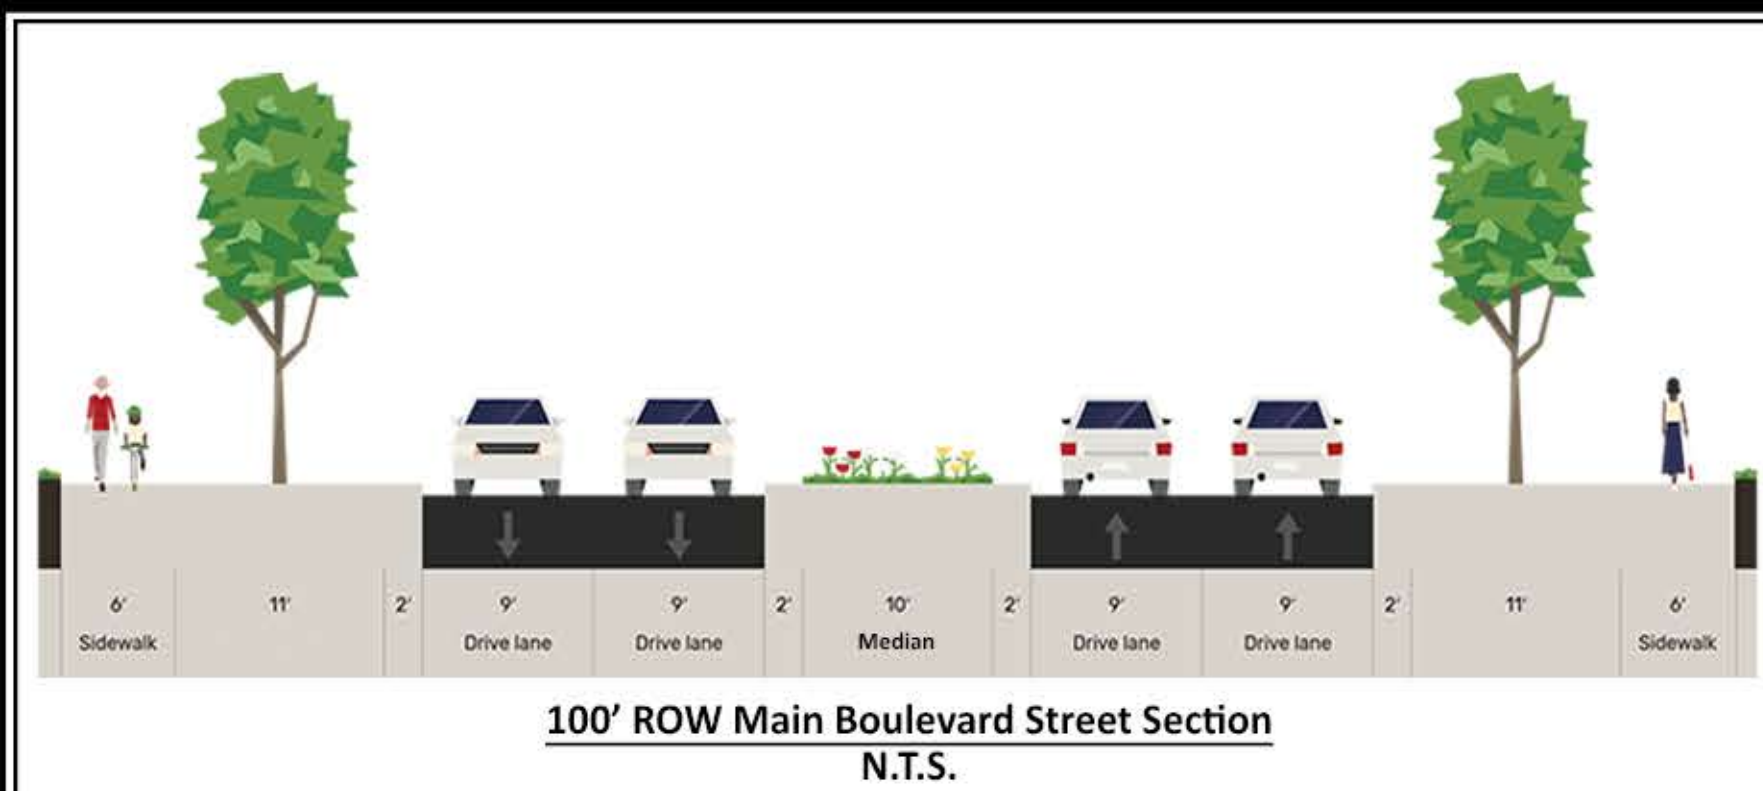 6' 11' 2' 9' 9' 2' 10' 2' 9' 9' 2' 11' 6'
Sidewalk Drive lane Drive lane Median Drive lane Drive lane Sidewalk
100' ROW Main Boulevard Street Section
N.T.S.